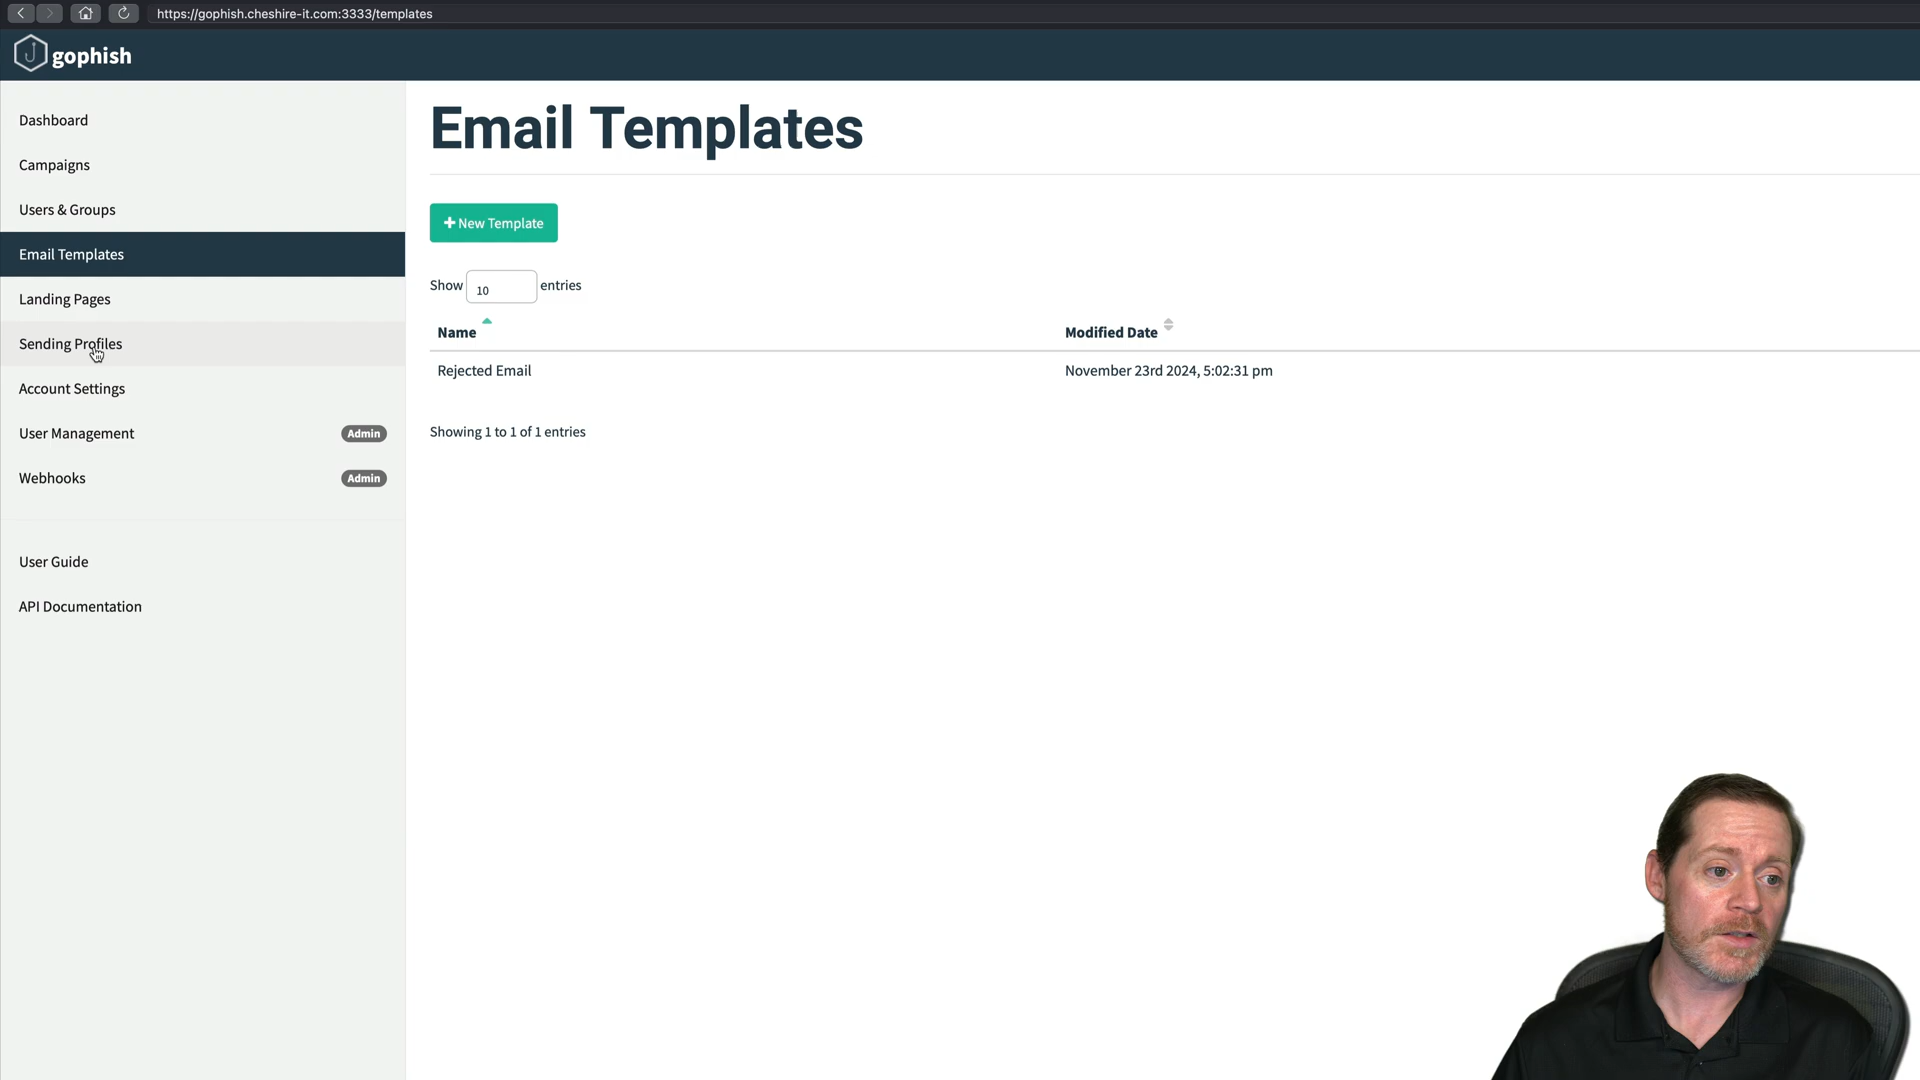 https://gophish.cheshire-it.com:3333/templates
gophish
Dashboard
Campaigns
Users & Groups
Email Templates
Landing Pages
Sending Profiles
Account Settings
User Management Admin
Webhooks Admin
User Guide
API Documentation
Email Templates
New Template
Show 10 entries
Name Modified Date
Rejected Email November 23rd 2024, 5:02:31 pm
Showing 1 to 1 of 1 entries